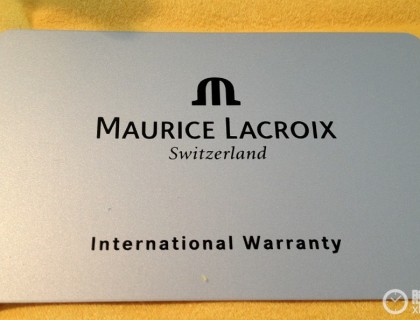 MAURICE LACROIX
Switzerland
International Warranty